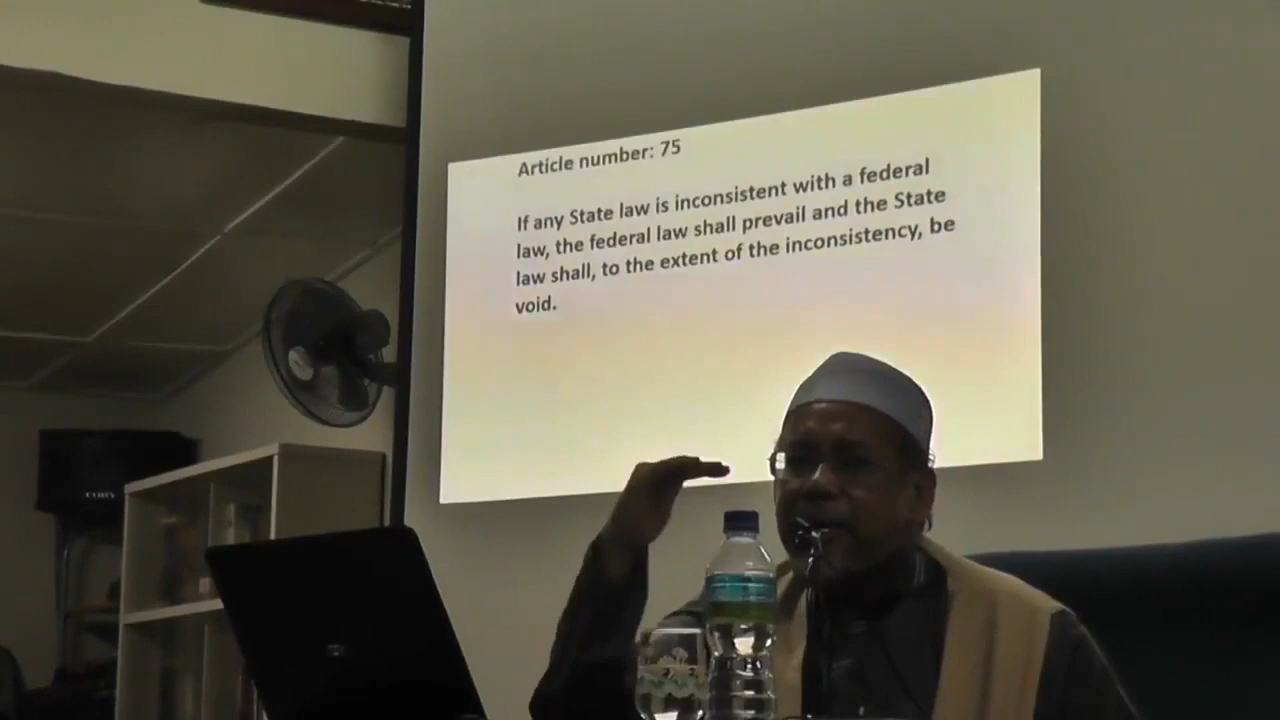 Article number: 75
If any State law is inconsistent with a federal
law, the federal law shall prevail and the State
law shall, to the extent of the inconsistency, be
void.